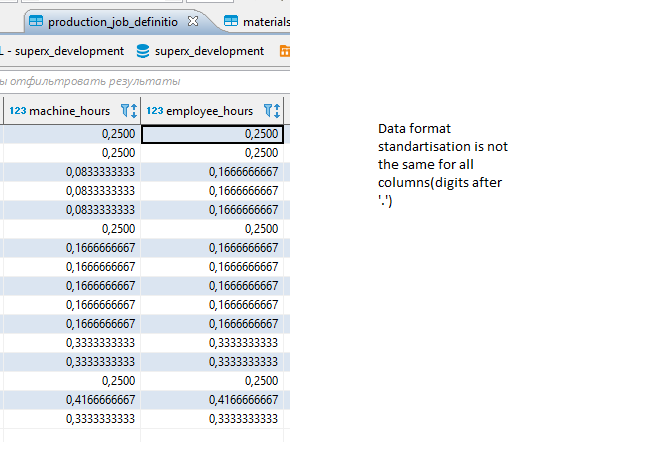 production_job_definitio
materials
L - superx_development superx_development
ы отфильтровать результаты
123 machine_hours 123 employee_hours
0,2500 0,2500
0,2500 0,2500
0,0833333333 0,1666666667
0,0833333333 0,1666666667
0,0833333333 0,1666666667
0,2500 0,2500
0,1666666667 0,1666666667
0,1666666667 0,1666666667
0,1666666667 0,1666666667
0,1666666667 0,1666666667
0,1666666667 0,1666666667
0,3333333333 0,3333333333
0,3333333333 0,3333333333
0,2500 0,2500
0,4166666667 0,4166666667
0,3333333333 0,3333333333
Data format
standartisation is not
the same for all
columns(digits after
'.')